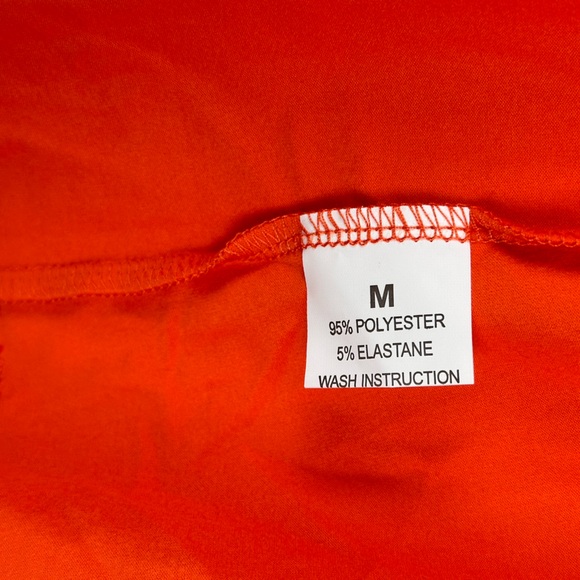 M
95% POLYESTER
5% ELASTANE
WASH INSTRUCTION